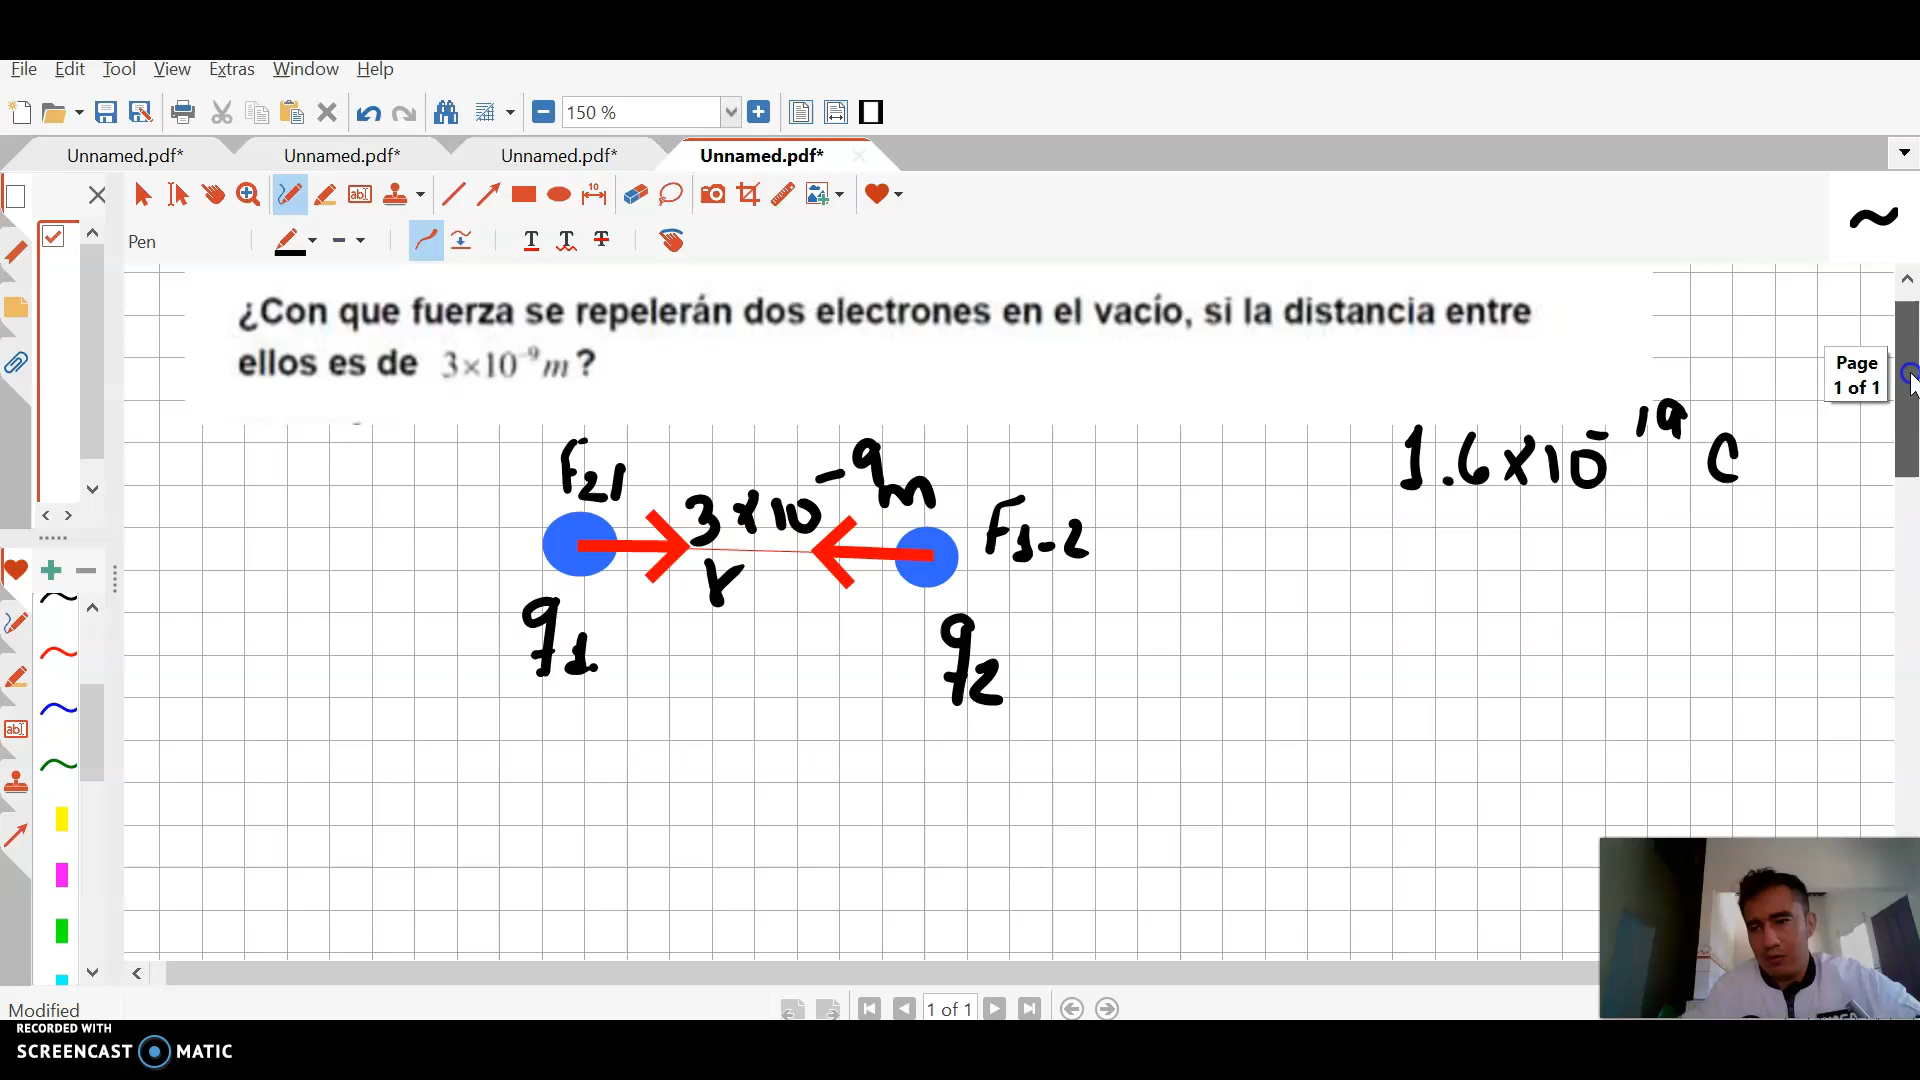 File Edit Tool View Extras Window Help
150 %
Unnamed.pdf* Unnamed.pdf* Unnamed.pdf* Unnamed.pdf*
10
Pen
¿Con que fuerza se repelerán dos electrones en el vacío, si la distancia entre
ellos es de 3×10⁻⁹m?
Page
1 of 1
1.6×10⁻¹⁹ C
F21
3×10⁻⁹m
F1-2
r
q1
q2
Modified
1 of 1
RECORDED WITH
SCREENCAST MATIC